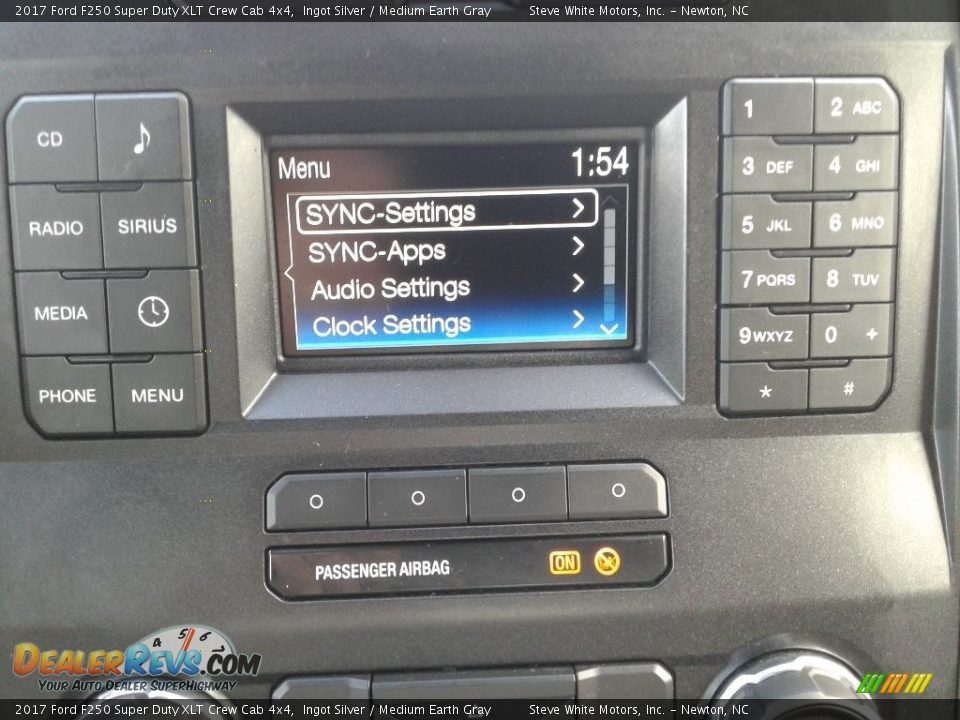 2017 Ford F250 Super Duty XLT Crew Cab 4x4, Ingot Silver / Medium Earth Gray Steve White Motors, Inc. – Newton, NC
CD
RADIO SIRIUS
MEDIA
PHONE MENU
Menu 1:54
SYNC-Settings >
SYNC-Apps >
Audio Settings >
Clock Settings >
1 2 ABC
3 DEF 4 GHI
5 JKL 6 MNO
7 PQRS 8 TUV
9 WXYZ 0 +
* #
PASSENGER AIRBAG ON
4 5 6
DEALERREVS.COM
YOUR AUTO DEALER SUPERHIGHWAY
2017 Ford F250 Super Duty XLT Crew Cab 4x4, Ingot Silver / Medium Earth Gray Steve White Motors, Inc. – Newton, NC